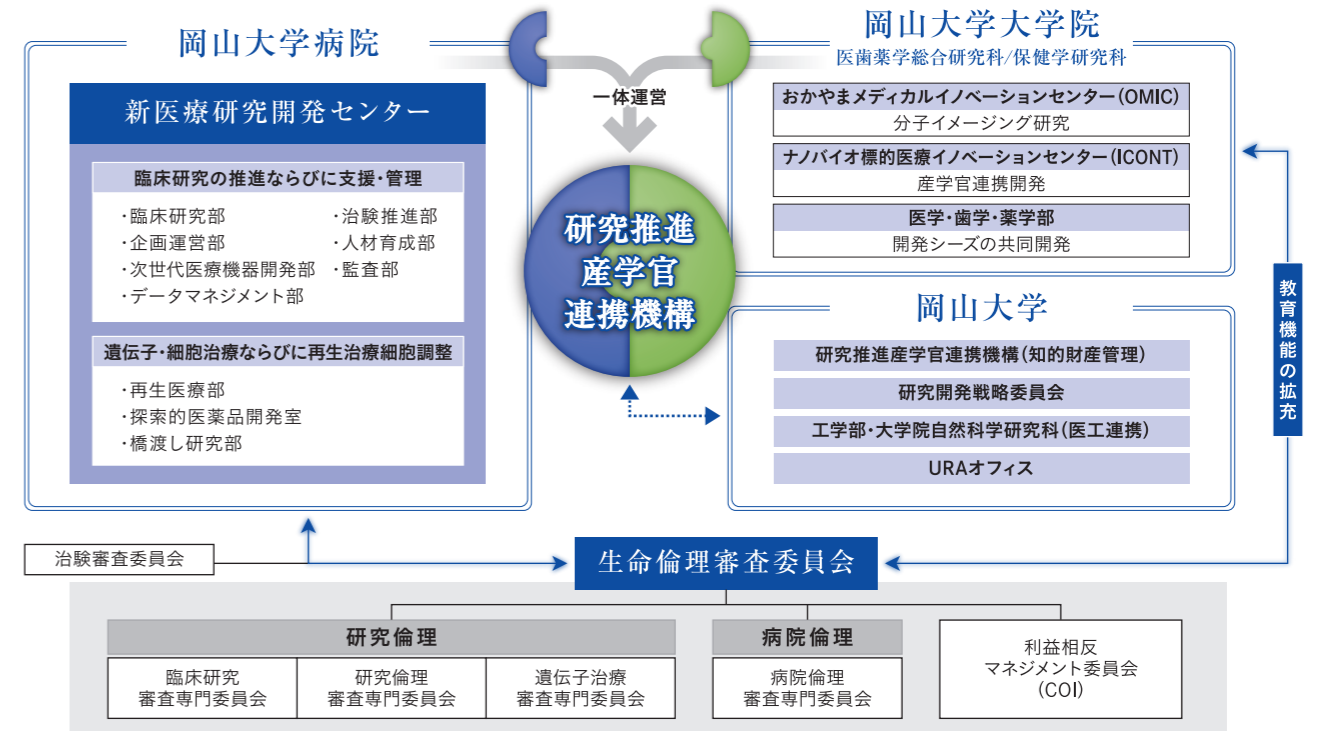 岡山大学病院
新医療研究開発センター
臨床研究の推進ならびに支援・管理
・臨床研究部
・企画運営部
・次世代医療機器開発部
・データマネジメント部
・治験推進部
・人材育成部
・監査部
遺伝子・細胞治療ならびに再生治療細胞調整
・再生医療部
・探索的医薬品開発室
・橋渡し研究部
一体運営
研究推進
産学官
連携機構
岡山大学大学院
医歯薬学総合研究科/保健学研究科
おかやまメディカルイノベーションセンター(OMIC)
分子イメージング研究
ナノバイオ標的医療イノベーションセンター(ICONT)
産学官連携開発
医学・歯学・薬学部
開発シーズの共同開発
岡山大学
研究推進産学官連携機構(知的財産管理)
研究開発戦略委員会
工学部・大学院自然科学研究科(医工連携)
URAオフィス
教育機能の拡充
治験審査委員会
生命倫理審査委員会
研究倫理
臨床研究
審査専門委員会
研究倫理
審査専門委員会
遺伝子治療
審査専門委員会
病院倫理
病院倫理
審査専門委員会
利益相反
マネジメント委員会
(COI)